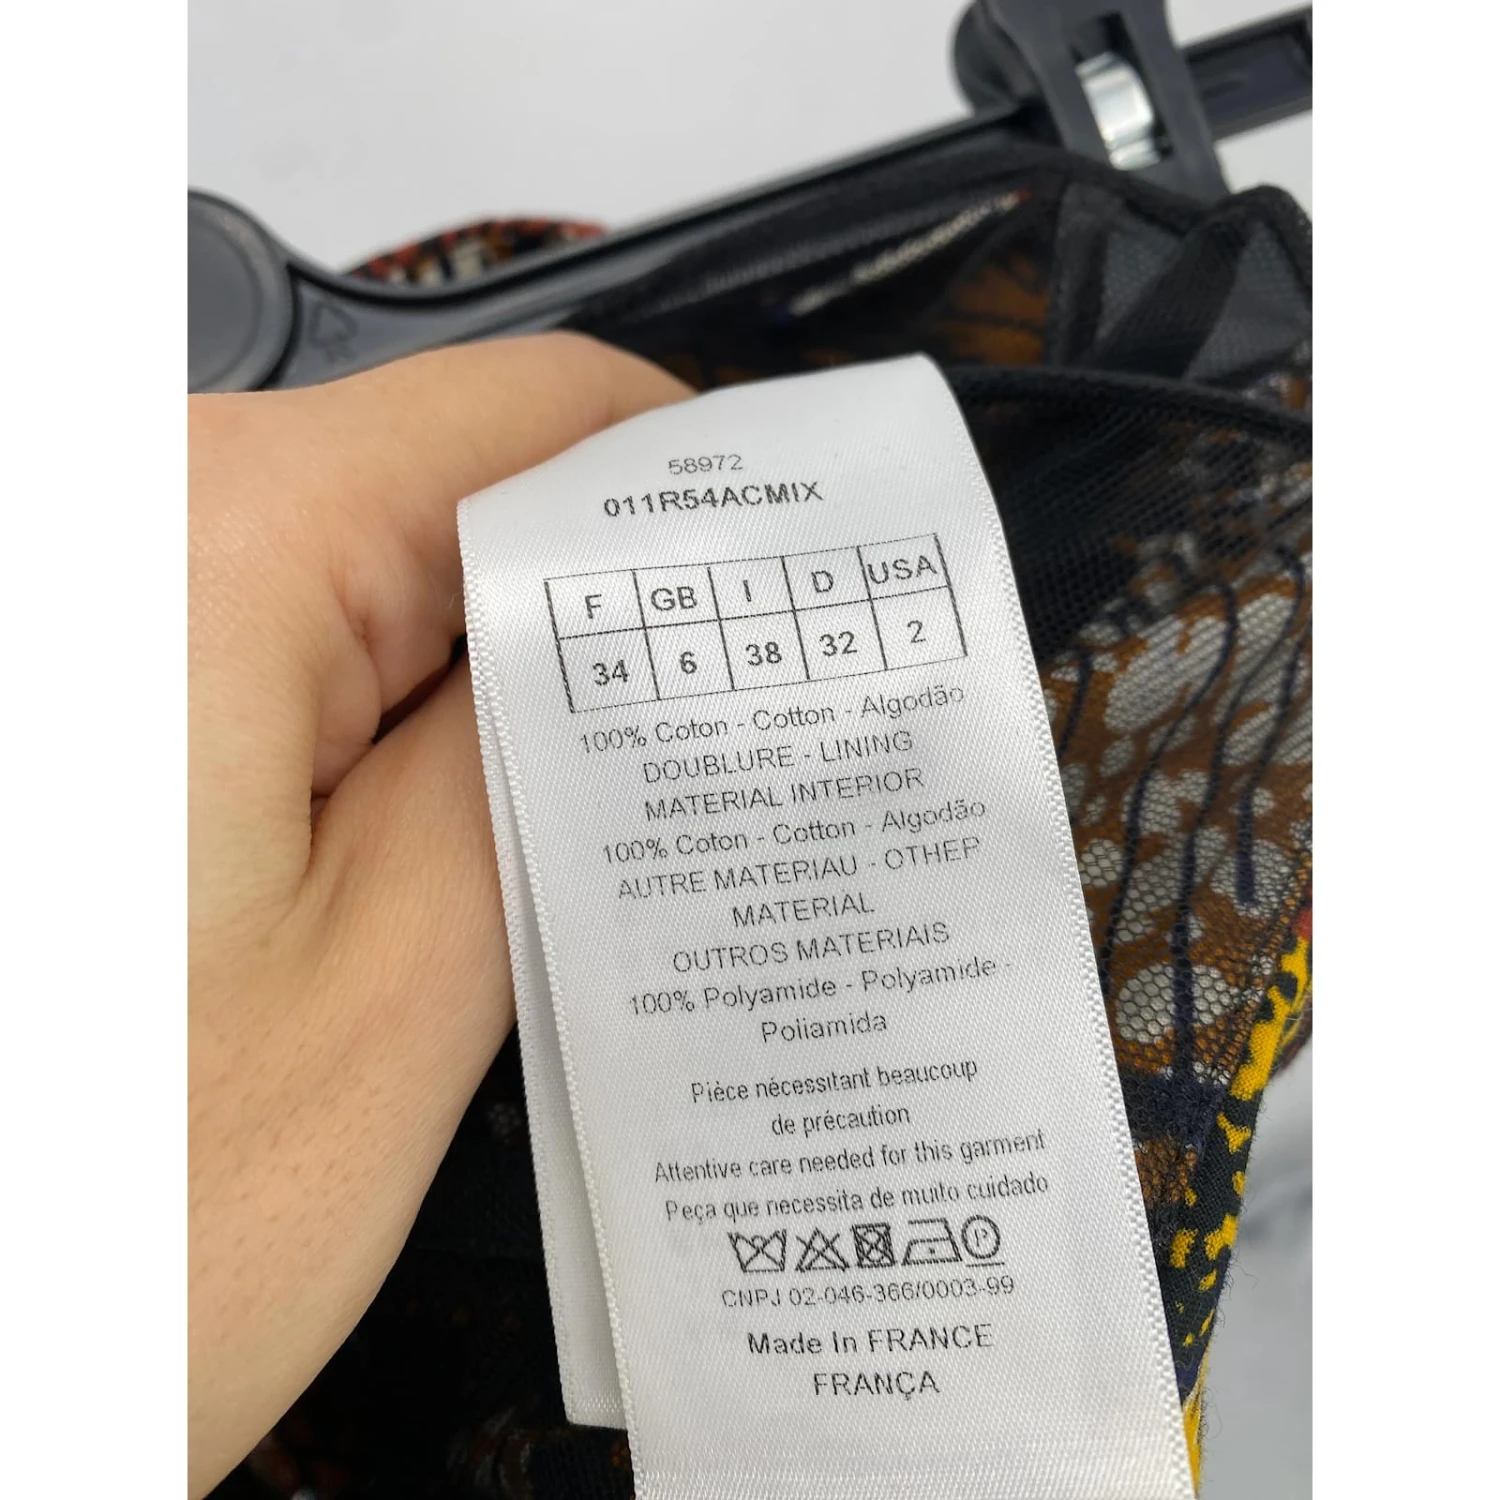 58972
011R54ACMIX
F GB I D USA
34 6 38 32 2
100% Coton - Cotton - Algodão
DOUBLURE - LINING
MATERIAL INTERIOR
100% Coton - Cotton - Algodão
AUTRE MATERIAU - OTHER
MATERIAL
OUTROS MATERIAIS
100% Polyamide - Polyamide -
Poliamida
Pièce nécessitant beaucoup
de précaution
Attentive care needed for this garment
Peça que necessita de muito cuidado
P
CNPJ 02-046-366/0003-99
Made In FRANCE
FRANÇA